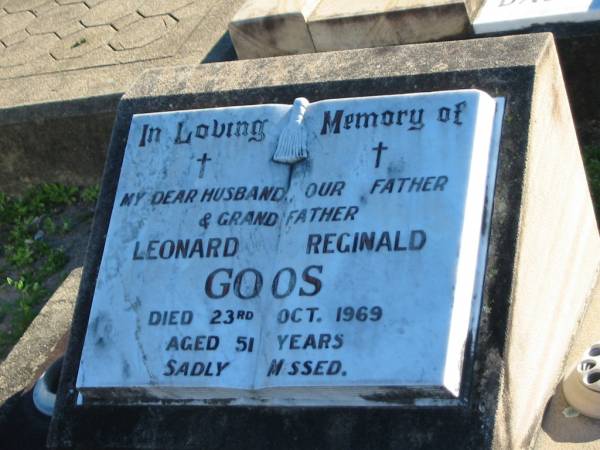 In Loving Memory of
MY DEAR HUSBAND, OUR FATHER
& GRAND FATHER
LEONARD REGINALD
GOOS
DIED 23RD OCT. 1969
AGED 51 YEARS
SADLY M SSED.